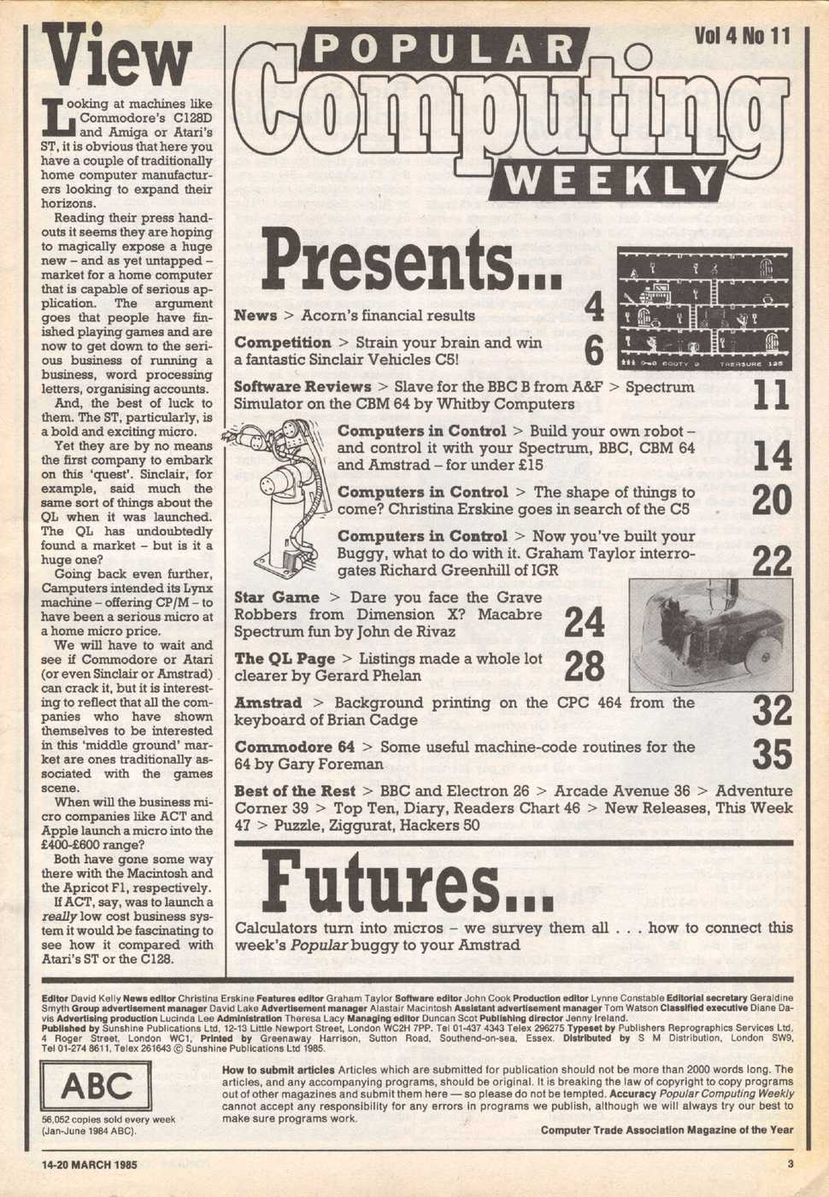 View
Looking at machines like
Commodore's C128D
and Amiga or Atari's
ST, it is obvious that here you
have a couple of traditionally
home computer manufactur-
ers looking to expand their
horizons.
Reading their press hand-
outs it seems they are hoping
to magically expose a huge
new – and as yet untapped –
market for a home computer
that is capable of serious ap-
plication. The argument
goes that people have fin-
ished playing games and are
now to get down to the seri-
ous business of running a
business, word processing
letters, organising accounts.
And, the best of luck to
them. The ST, particularly, is
a bold and exciting micro.
Yet they are by no means
the first company to embark
on this 'quest'. Sinclair, for
example, said much the
same sort of things about the
QL when it was launched.
The QL has undoubtedly
found a market – but is it a
huge one?
Going back even further,
Camputers intended its Lynx
machine – offering CP/M – to
have been a serious micro at
a home micro price.
We will have to wait and
see if Commodore or Atari
(or even Sinclair or Amstrad)
can crack it, but it is interest-
ing to reflect that all the com-
panies who have shown
themselves to be interested
in this 'middle ground' mar-
ket are ones traditionally as-
sociated with the games
scene.
When will the business mi-
cro companies like ACT and
Apple launch a micro into the
£400-£600 range?
Both have gone some way
there with the Macintosh and
the Apricot F1, respectively.
If ACT, say, was to launch a
really low cost business sys-
tem it would be fascinating to
see how it compared with
Atari's ST or the C128.
Vol 4 No 11
POPULAR
Computing
WEEKLY
Presents...
News > Acorn's financial results 4
Competition > Strain your brain and win
a fantastic Sinclair Vehicles C5! 6
TREASURE 125
Software Reviews > Slave for the BBC B from A&F > Spectrum
Simulator on the CBM 64 by Whitby Computers 11
Computers in Control > Build your own robot –
and control it with your Spectrum, BBC, CBM 64
and Amstrad – for under £15 14
Computers in Control > The shape of things to
come? Christina Erskine goes in search of the C5 20
Computers in Control > Now you've built your
Buggy, what to do with it. Graham Taylor interro-
gates Richard Greenhill of IGR 22
Star Game > Dare you face the Grave
Robbers from Dimension X? Macabre
Spectrum fun by John de Rivaz 24
The QL Page > Listings made a whole lot
clearer by Gerard Phelan 28
Amstrad > Background printing on the CPC 464 from the
keyboard of Brian Cadge 32
Commodore 64 > Some useful machine-code routines for the
64 by Gary Foreman 35
Best of the Rest > BBC and Electron 26 > Arcade Avenue 36 > Adventure
Corner 39 > Top Ten, Diary, Readers Chart 46 > New Releases, This Week
47 > Puzzle, Ziggurat, Hackers 50
Futures...
Calculators turn into micros – we survey them all . . . how to connect this
week's Popular buggy to your Amstrad
Editor David Kelly News editor Christina Erskine Features editor Graham Taylor Software editor John Cook Production editor Lynne Constable Editorial secretary Geraldine
Smyth Group advertisement manager David Lake Advertisement manager Alastair Macintosh Assistant advertisement manager Tom Watson Classified executive Diane Da-
vis Advertising production Lucinda Lee Administration Theresa Lacy Managing editor Duncan Scot Publishing director Jenny Ireland.
Published by Sunshine Publications Ltd, 12-13 Little Newport Street, London WC2H 7PP. Tel 01-437 4343 Telex 296275 Typeset by Publishers Reprographics Services Ltd,
4 Roger Street, London WC1, Printed by Greenaway Harrison, Sutton Road, Southend-on-sea, Essex. Distributed by S M Distribution, London SW9,
Tel 01-274 8611, Telex 261643 © Sunshine Publications Ltd 1985.
ABC
56,052 copies sold every week
(Jan-June 1984 ABC).
How to submit articles Articles which are submitted for publication should not be more than 2000 words long. The
articles, and any accompanying programs, should be original. It is breaking the law of copyright to copy programs
out of other magazines and submit them here — so please do not be tempted. Accuracy Popular Computing Weekly
cannot accept any responsibility for any errors in programs we publish, although we will always try our best to
make sure programs work.
Computer Trade Association Magazine of the Year
14-20 MARCH 1985
3